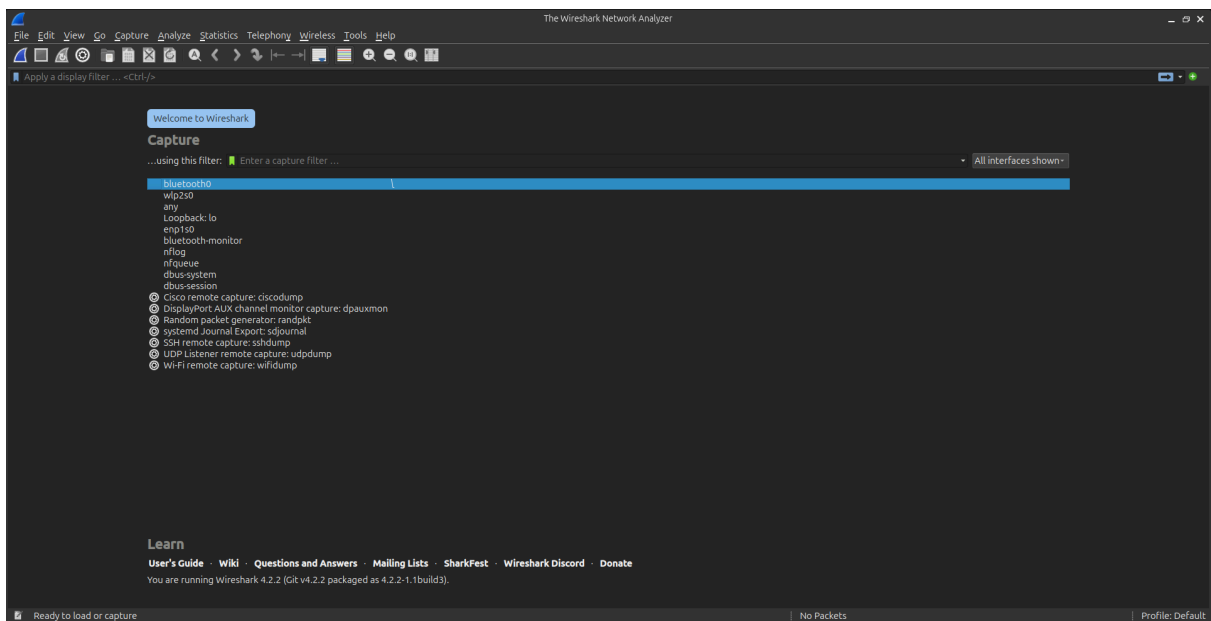 The Wireshark Network Analyzer
File Edit View Go Capture Analyze Statistics Telephony Wireless Tools Help
Apply a display filter … <Ctrl-/>
Welcome to Wireshark
Capture
…using this filter: Enter a capture filter … All interfaces shown
bluetooth0
wlp2s0
any
Loopback: lo
enp1s0
bluetooth-monitor
nflog
nfqueue
dbus-system
dbus-session
Cisco remote capture: ciscodump
DisplayPort AUX channel monitor capture: dpauxmon
Random packet generator: randpkt
systemd Journal Export: sdjournal
SSH remote capture: sshdump
UDP Listener remote capture: udpdump
Wi-Fi remote capture: wifidump
Learn
User's Guide · Wiki · Questions and Answers · Mailing Lists · SharkFest · Wireshark Discord · Donate
You are running Wireshark 4.2.2 (Git v4.2.2 packaged as 4.2.2-1.1build3).
Ready to load or capture No Packets Profile: Default